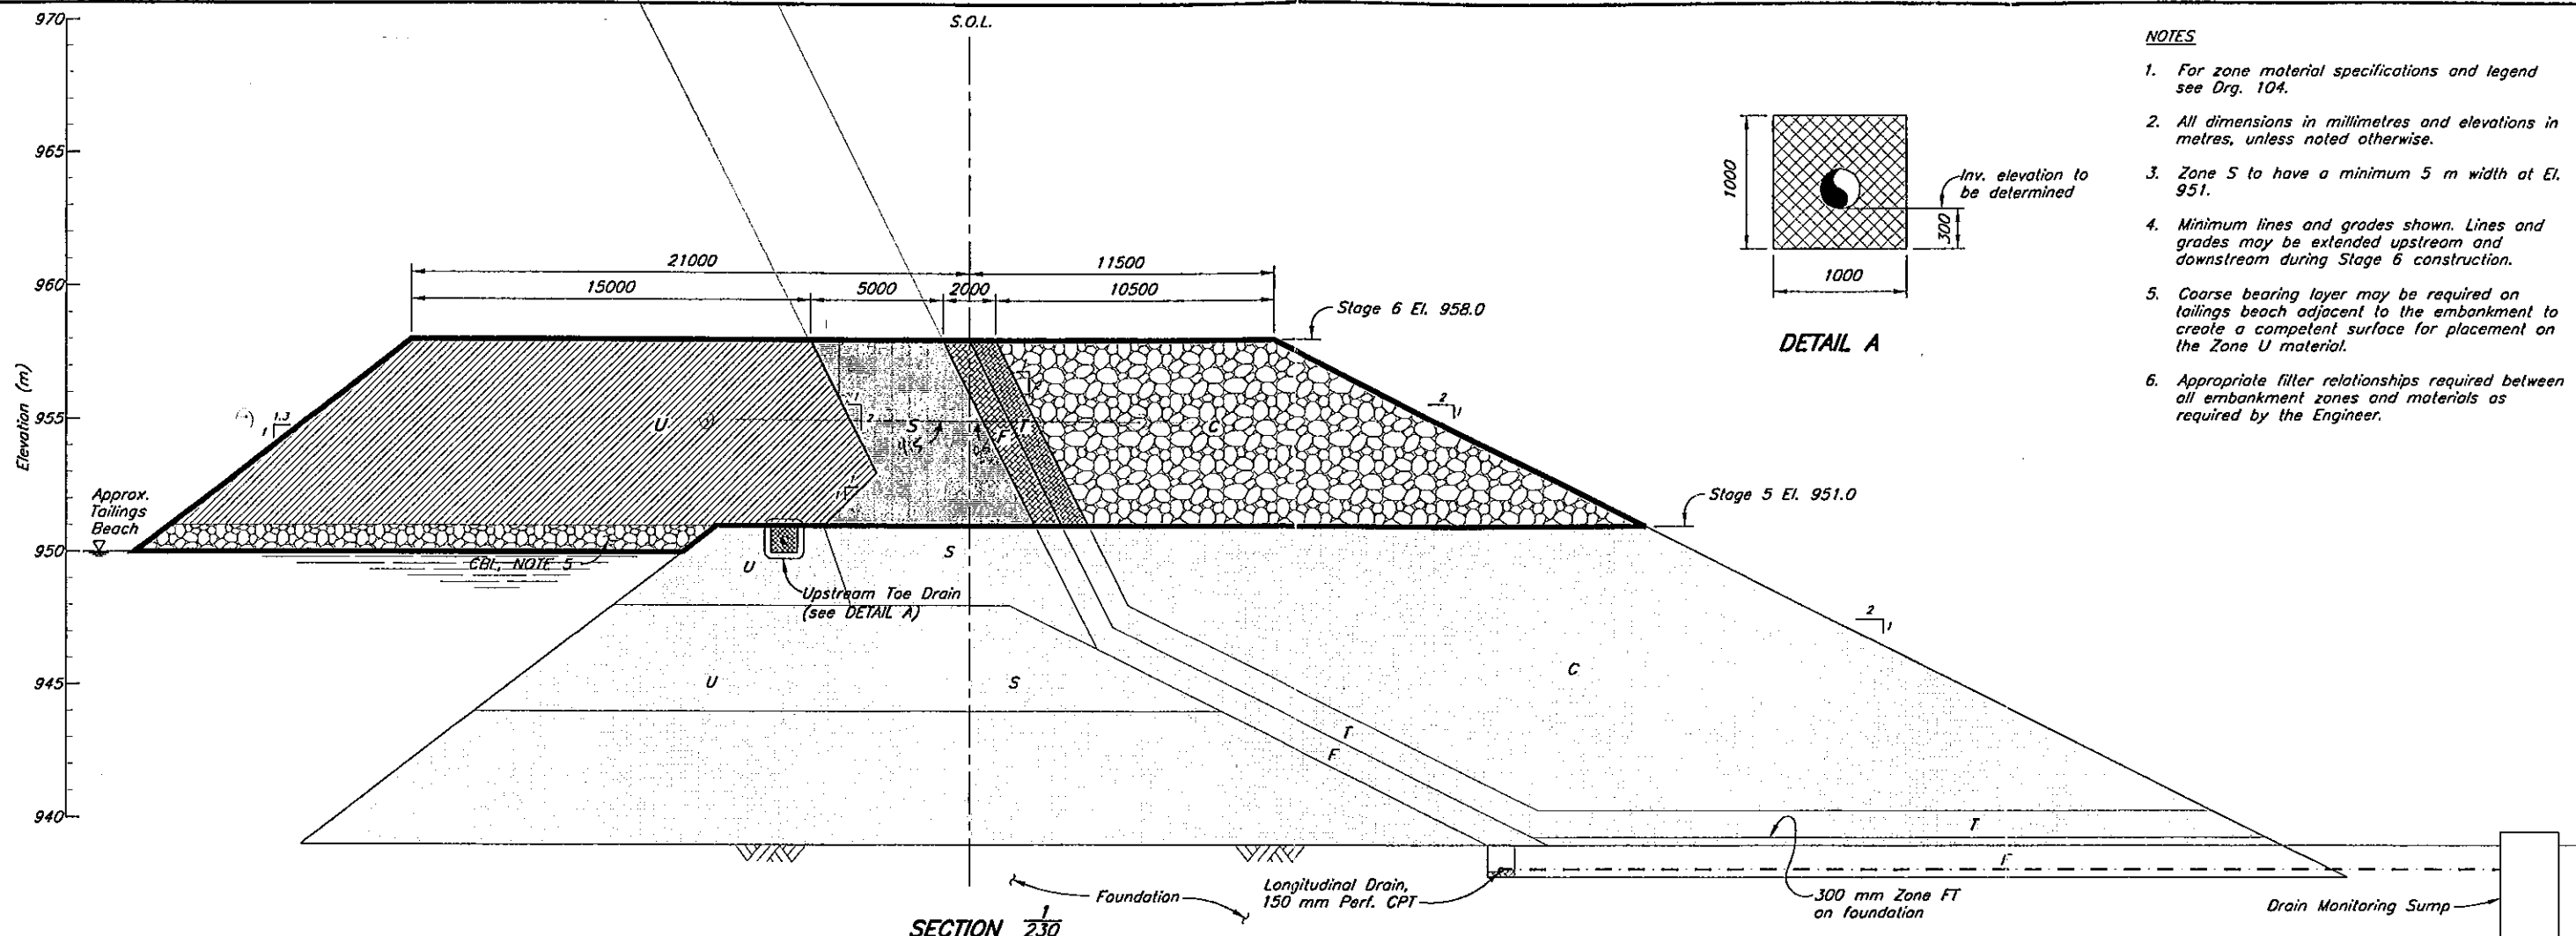 970
965
960
955
950
945
940
Elevation (m)
S.O.L.
21000
11500
15000
5000
2000
10500
Stage 6 El. 958.0
Stage 5 El. 951.0
1.3
1
U
1
2
S
F
T
C
2
1
1
1
Approx.
Tailings
Beach
CBL, NOTE 5
U
S
Upstream Toe Drain
(see DETAIL A)
U
S
C
2
1
T
F
T
F
Foundation
Longitudinal Drain,
150 mm Perf. CPT
300 mm Zone FT
on foundation
Drain Monitoring Sump
SECTION 1
230
1000
1000
300
Inv. elevation to
be determined
DETAIL A
NOTES
1. For zone material specifications and legend
see Drg. 104.
2. All dimensions in millimetres and elevations in
metres, unless noted otherwise.
3. Zone S to have a minimum 5 m width at El.
951.
4. Minimum lines and grades shown. Lines and
grades may be extended upstream and
downstream during Stage 6 construction.
5. Coarse bearing layer may be required on
tailings beach adjacent to the embankment to
create a competent surface for placement on
the Zone U material.
6. Appropriate filter relationships required between
all embankment zones and materials as
required by the Engineer.